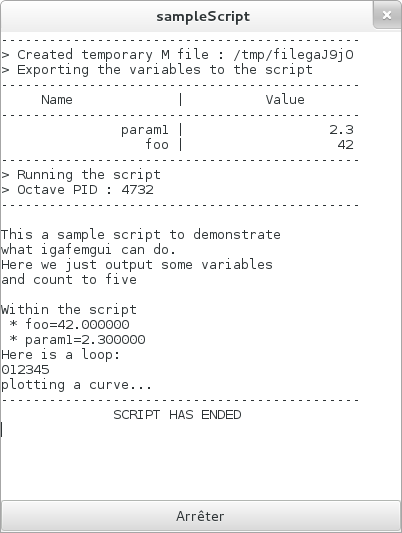 sampleScript
---------------------------------------------
> Created temporary M file : /tmp/filegaJ9jO
> Exporting the variables to the script
---------------------------------------------
     Name             |          Value
---------------------------------------------
               param1 |                  2.3
                  foo |                   42
---------------------------------------------
> Running the script
> Octave PID : 4732
---------------------------------------------
This a sample script to demonstrate
what igafemgui can do.
Here we just output some variables
and count to five
Within the script
 * foo=42.000000
 * param1=2.300000
Here is a loop:
012345
plotting a curve...
---------------------------------------------
              SCRIPT HAS ENDED
Arrêter